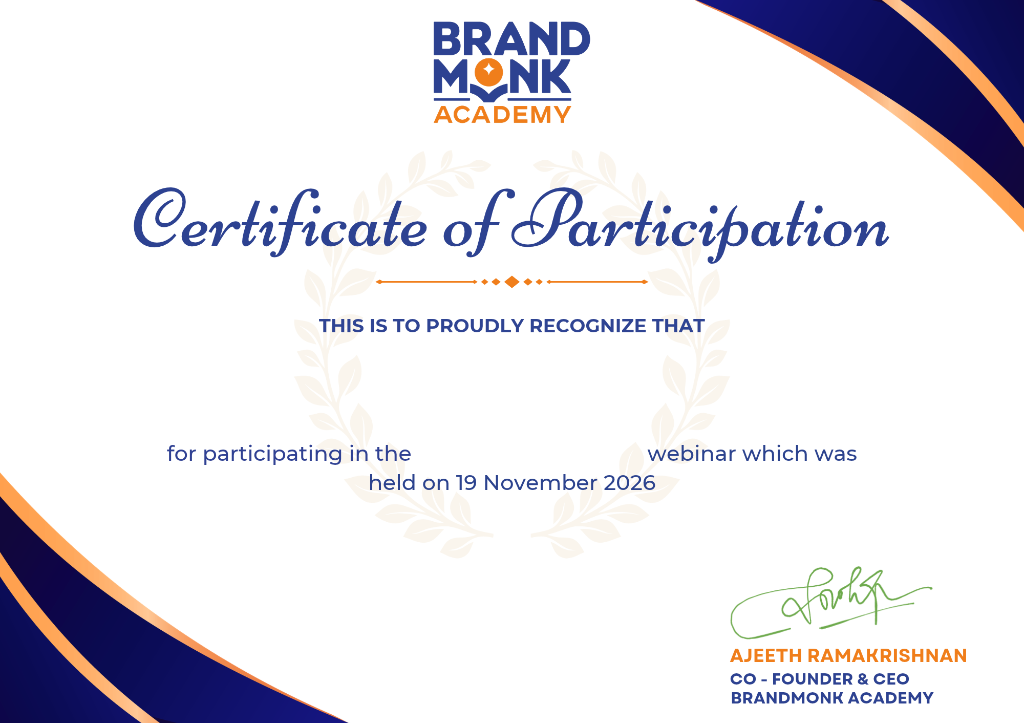 BRAND
MONK
ACADEMY
Certificate of Participation
THIS IS TO PROUDLY RECOGNIZE THAT
for participating in the webinar which was
held on 19 November 2026
AJEETH RAMAKRISHNAN
CO - FOUNDER & CEO
BRANDMONK ACADEMY